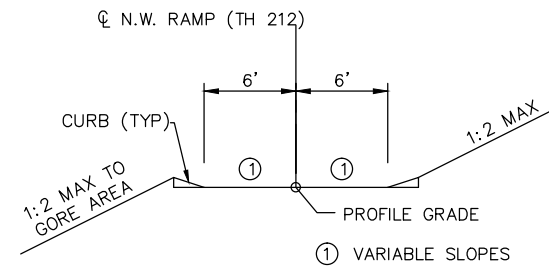 ℄ N.W. RAMP (TH 212)
6' 6'
CURB (TYP)
1:2 MAX
1 1
1:2 MAX TO
GORE AREA
PROFILE GRADE
1 VARIABLE SLOPES